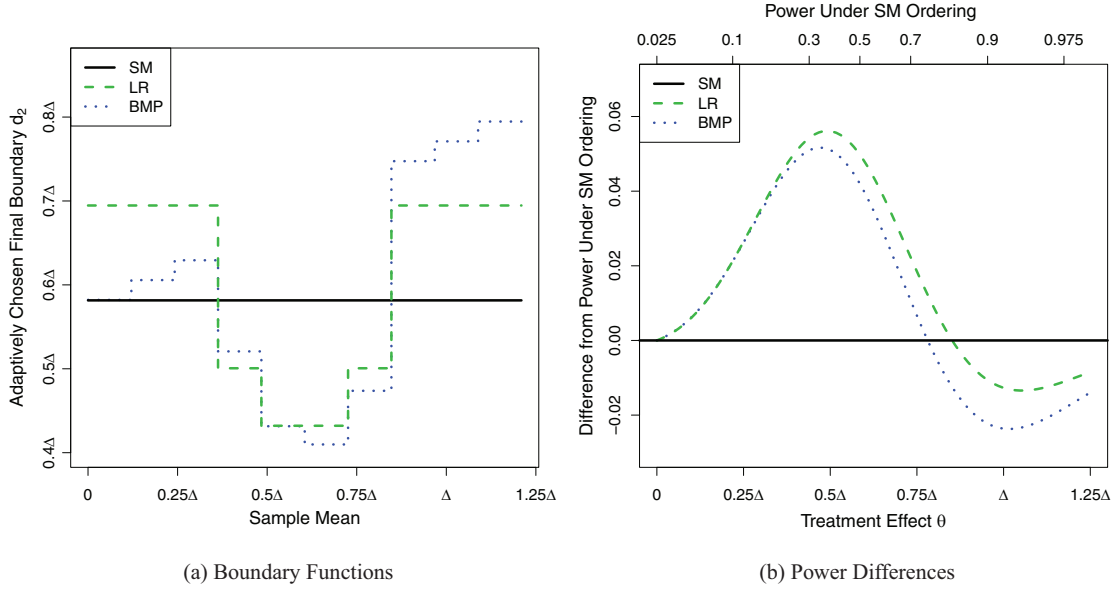 SM
LR
BMP
Adaptively Chosen Final Boundary d₂
0.4Δ
0.5Δ
0.6Δ
0.7Δ
0.8Δ
0
0.25Δ
0.5Δ
0.75Δ
Δ
1.25Δ
Sample Mean
(a) Boundary Functions
Power Under SM Ordering
0.025
0.1
0.3
0.5
0.7
0.9
0.975
SM
LR
BMP
Difference from Power Under SM Ordering
−0.02
0.00
0.02
0.04
0.06
0
0.25Δ
0.5Δ
0.75Δ
Δ
1.25Δ
Treatment Effect θ
(b) Power Differences